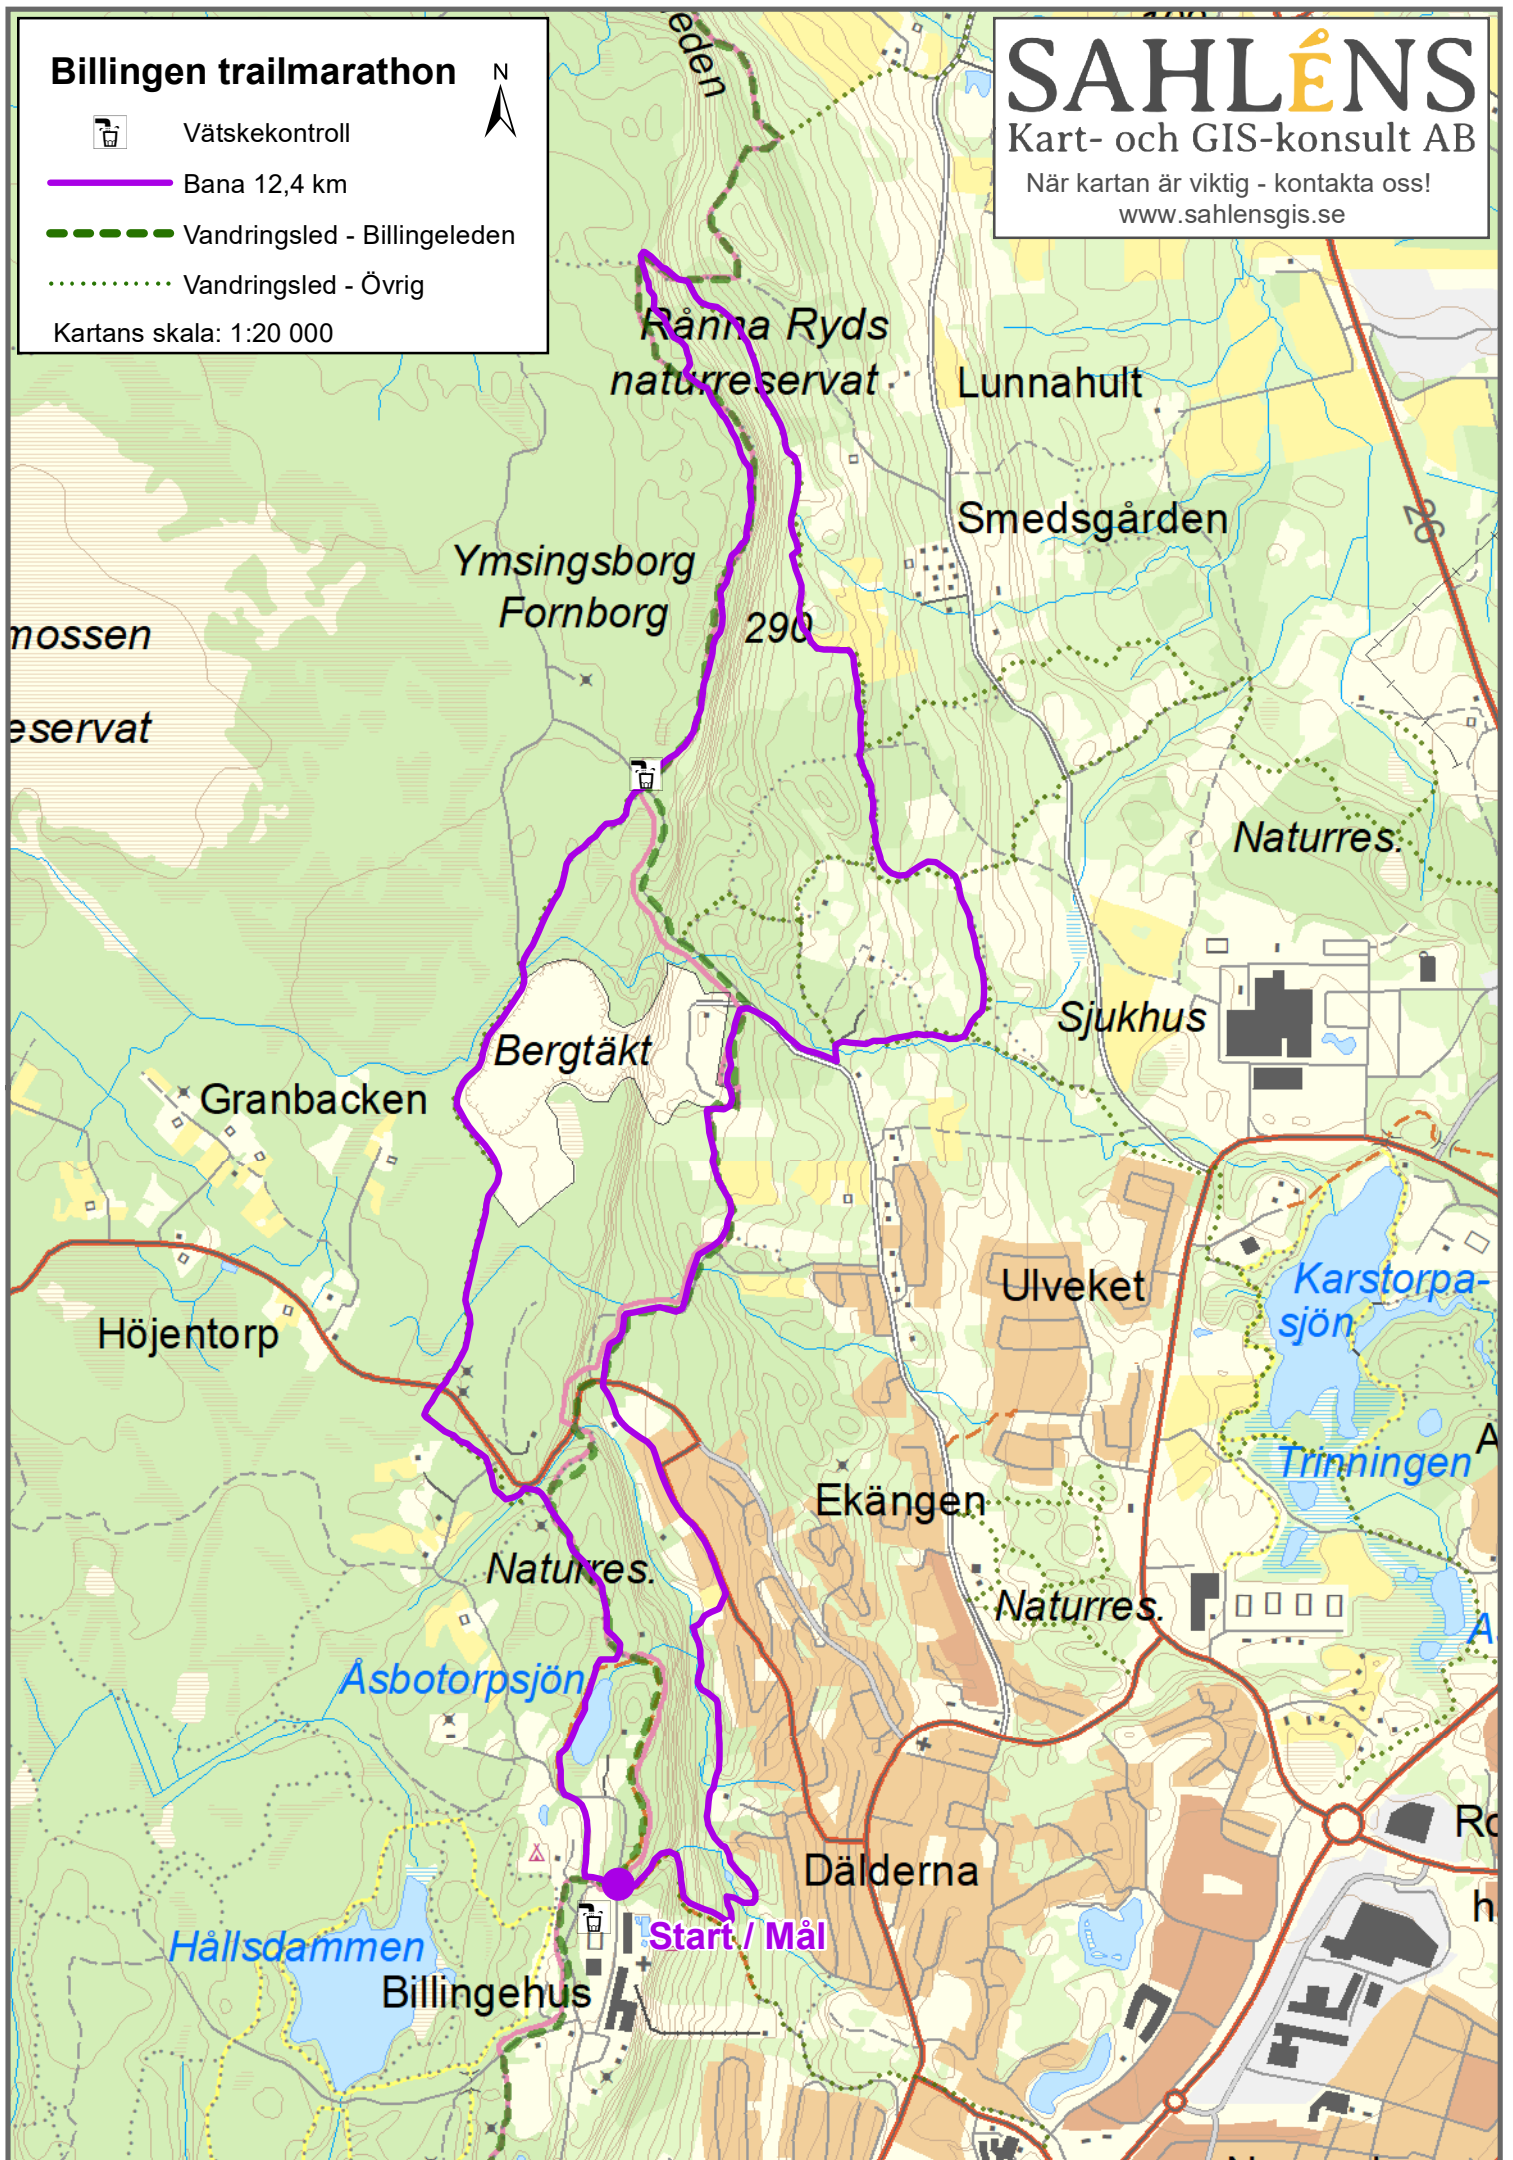 Billingen trailmarathon
N
Vätskekontroll
Bana 12,4 km
Vandringsled - Billingeleden
Vandringsled - Övrig
Kartans skala: 1:20 000
SAHLÉNS
Kart- och GIS-konsult AB
När kartan är viktig - kontakta oss!
www.sahlensgis.se
eden
Rånna Ryds
naturreservat
Lunnahult
Smedsgården
26
Ymsingsborg
Fornborg
290
mossen
eservat
Naturres.
Sjukhus
Bergtäkt
Granbacken
Ulveket
Karstorpa-
sjön
Höjentorp
Trinningen
A
Ekängen
Naturres.
Naturres.
Åsbotorpsjön
Dälderna
Start / Mål
Hållsdammen
Billingehus